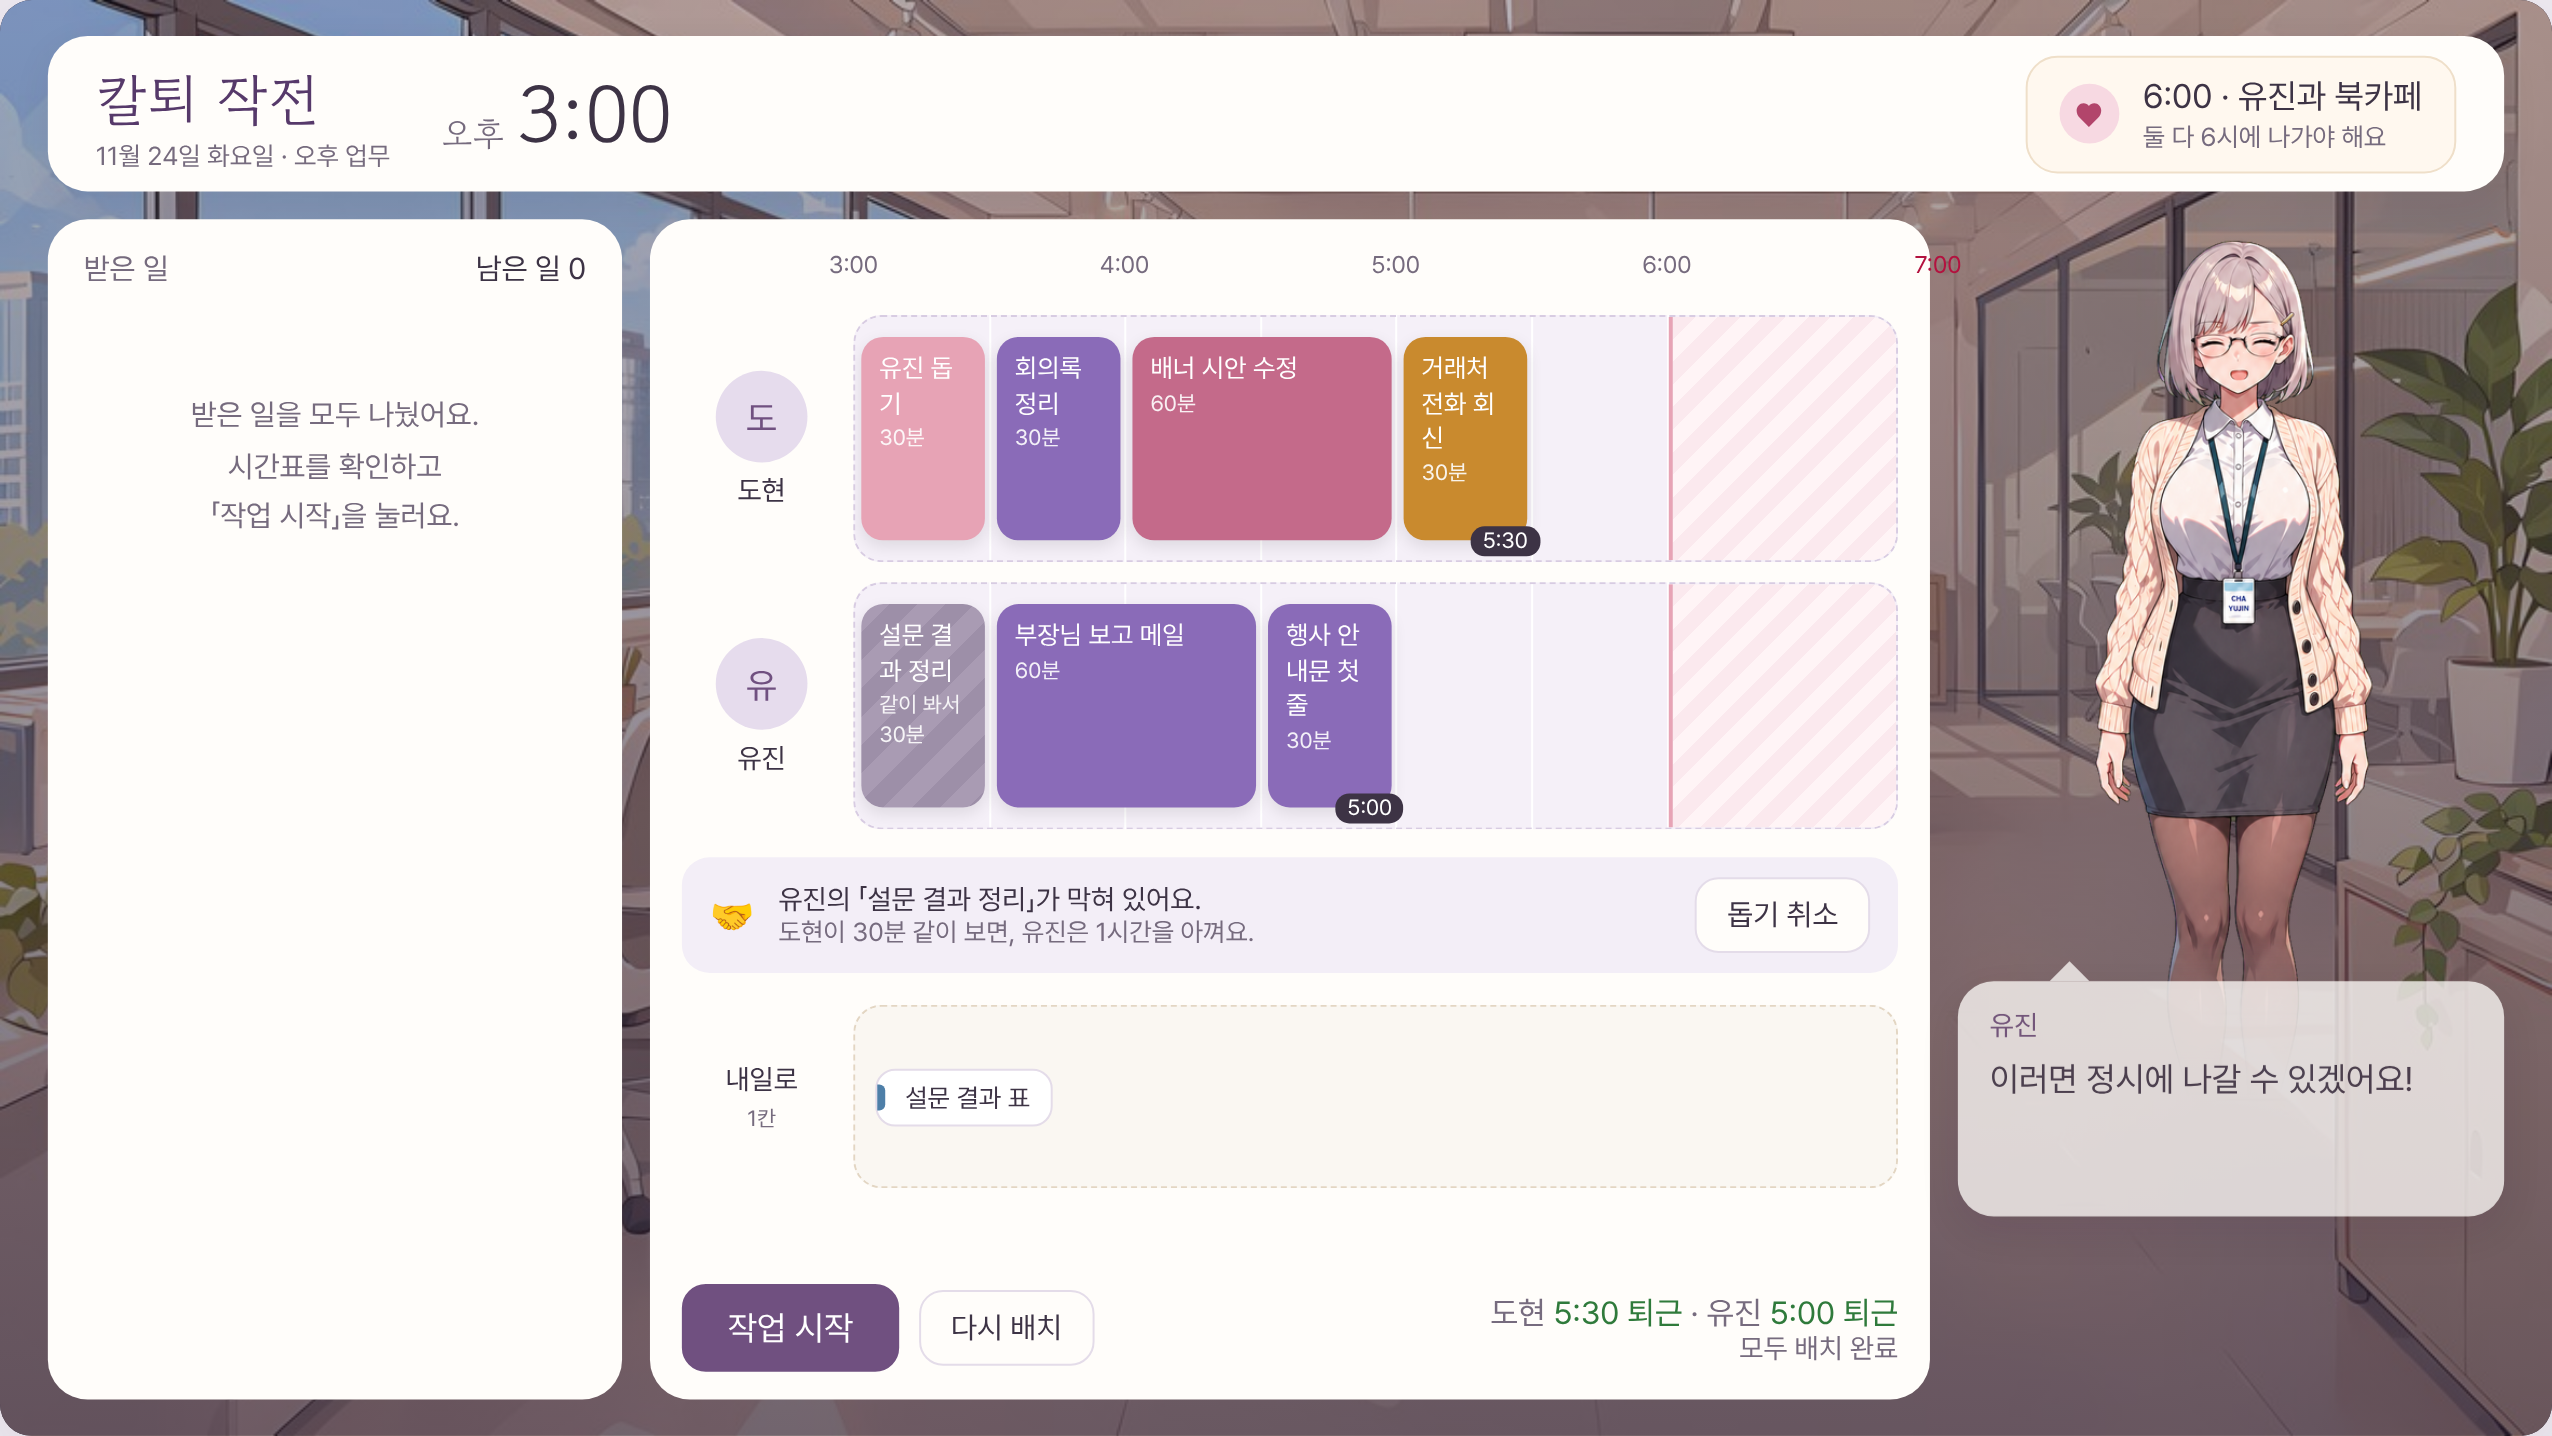 칼퇴 작전
11월 24일 화요일 · 오후 업무
오후 3:00
6:00 · 유진과 북카페
둘 다 6시에 나가야 해요
받은 일
남은 일 0
받은 일을 모두 나눴어요.
시간표를 확인하고
「작업 시작」을 눌러요.
3:00
4:00
5:00
6:00
7:00
도
도현
유진 돕
기
30분
회의록
정리
30분
배너 시안 수정
60분
거래처
전화 회
신
30분
5:30
유
유진
설문 결
과 정리
같이 봐서
30분
부장님 보고 메일
60분
행사 안
내문 첫
줄
30분
5:00
유진의 「설문 결과 정리」가 막혀 있어요.
도현이 30분 같이 보면, 유진은 1시간을 아껴요.
돕기 취소
내일로
1칸
설문 결과 표
작업 시작
다시 배치
도현 5:30 퇴근 · 유진 5:00 퇴근
모두 배치 완료
CHA
YUJIN
유진
이러면 정시에 나갈 수 있겠어요!